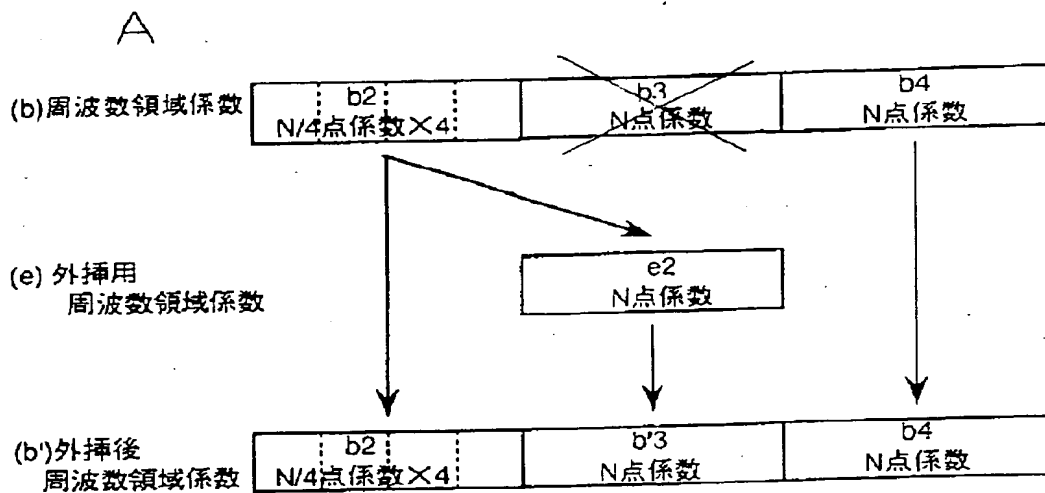 A
(b)周波数領域係数
b2
N/4点係数×4
b3
N点係数
b4
N点係数
(e) 外挿用
周波数領域係数
e2
N点係数
(b')外挿後
周波数領域係数
b2
N/4点係数×4
b'3
N点係数
b4
N点係数